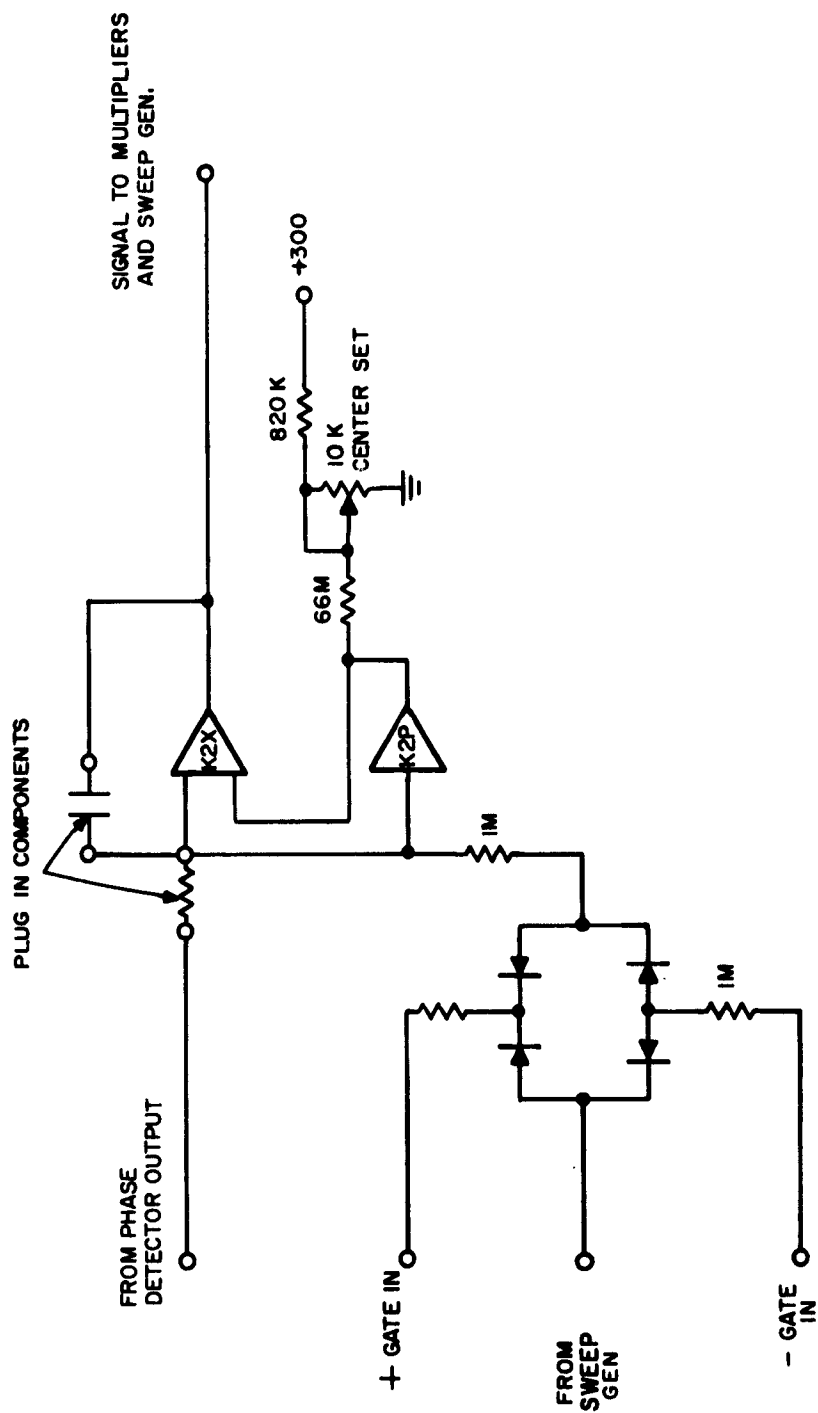 PLUG IN COMPONENTS
SIGNAL TO MULTIPLIERS
AND SWEEP GEN.
K2X
+300
820 K
10 K
CENTER SET
66M
K2P
1M
FROM PHASE
DETECTOR OUTPUT
+ GATE IN
1M
FROM
SWEEP
GEN
- GATE
IN